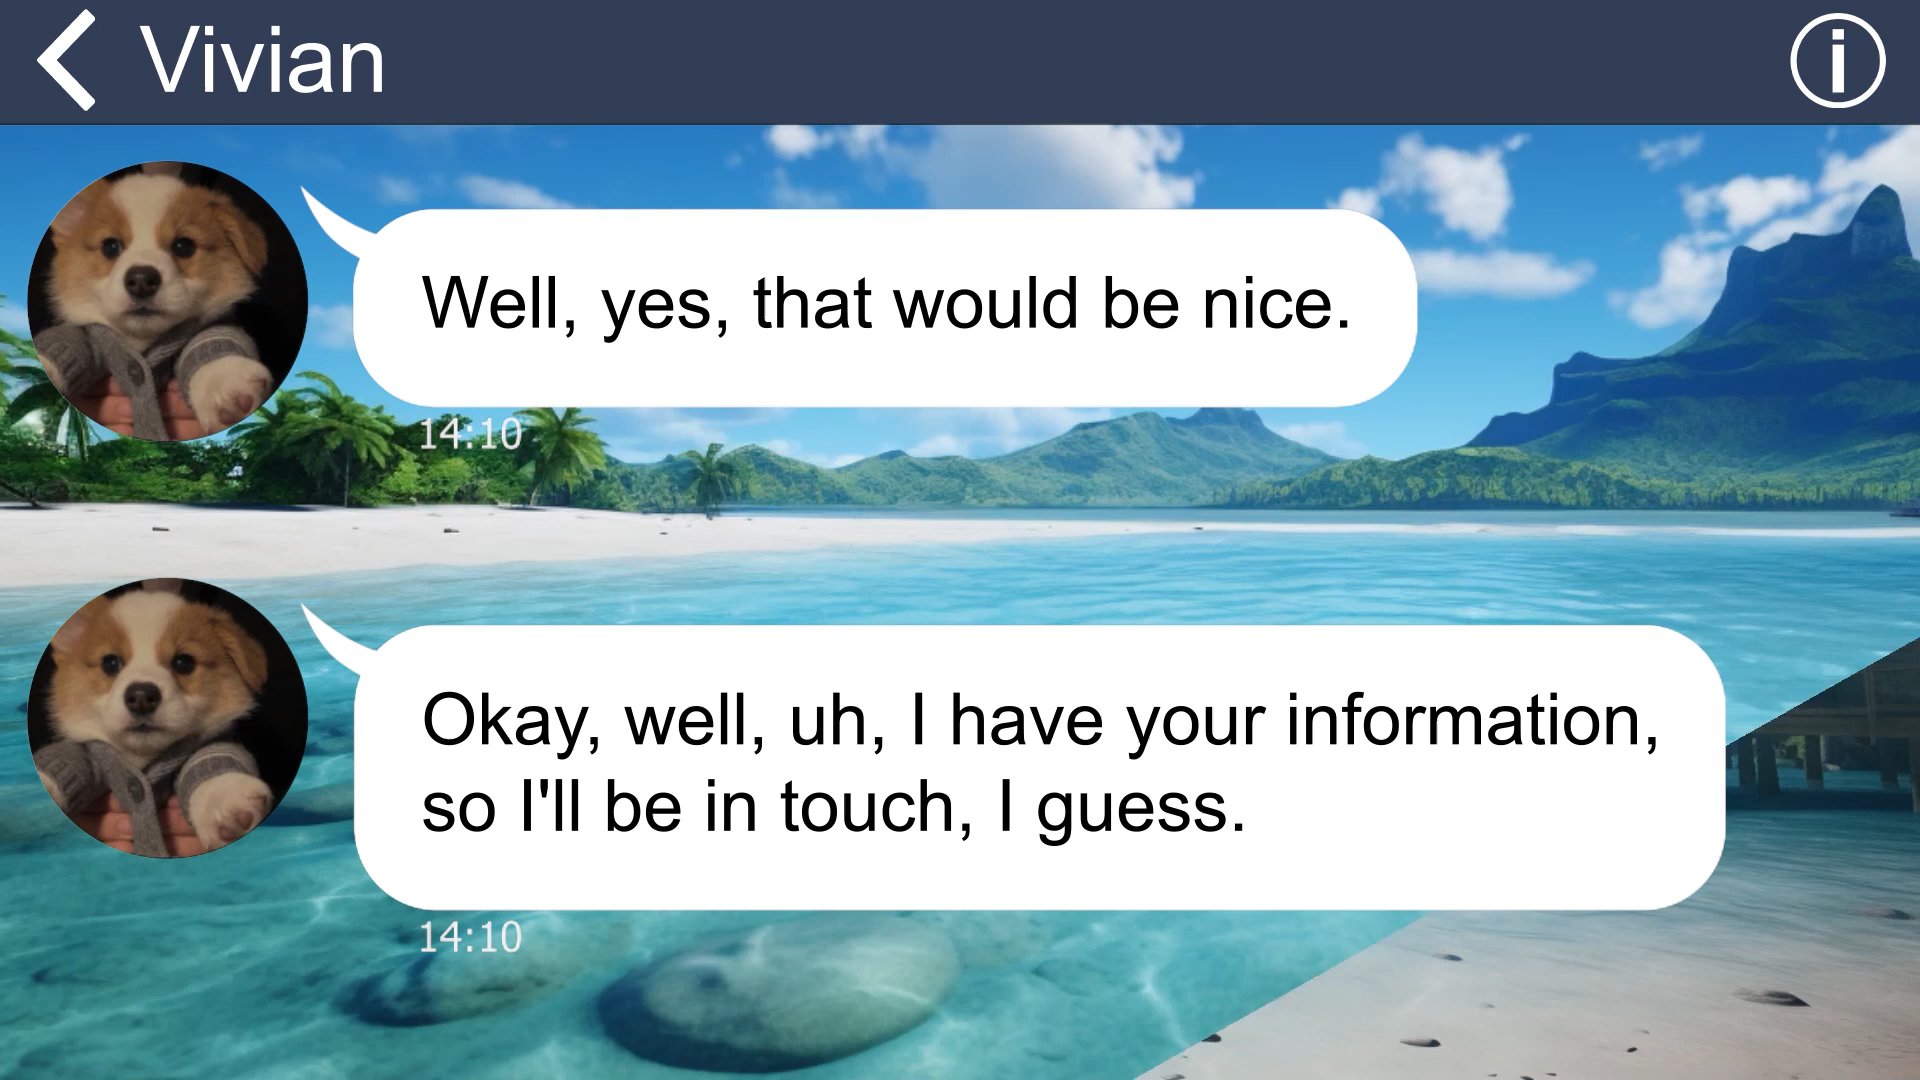 Vivian
Well, yes, that would be nice.
14:10
Okay, well, uh, I have your information,
so I'll be in touch, I guess.
14:10